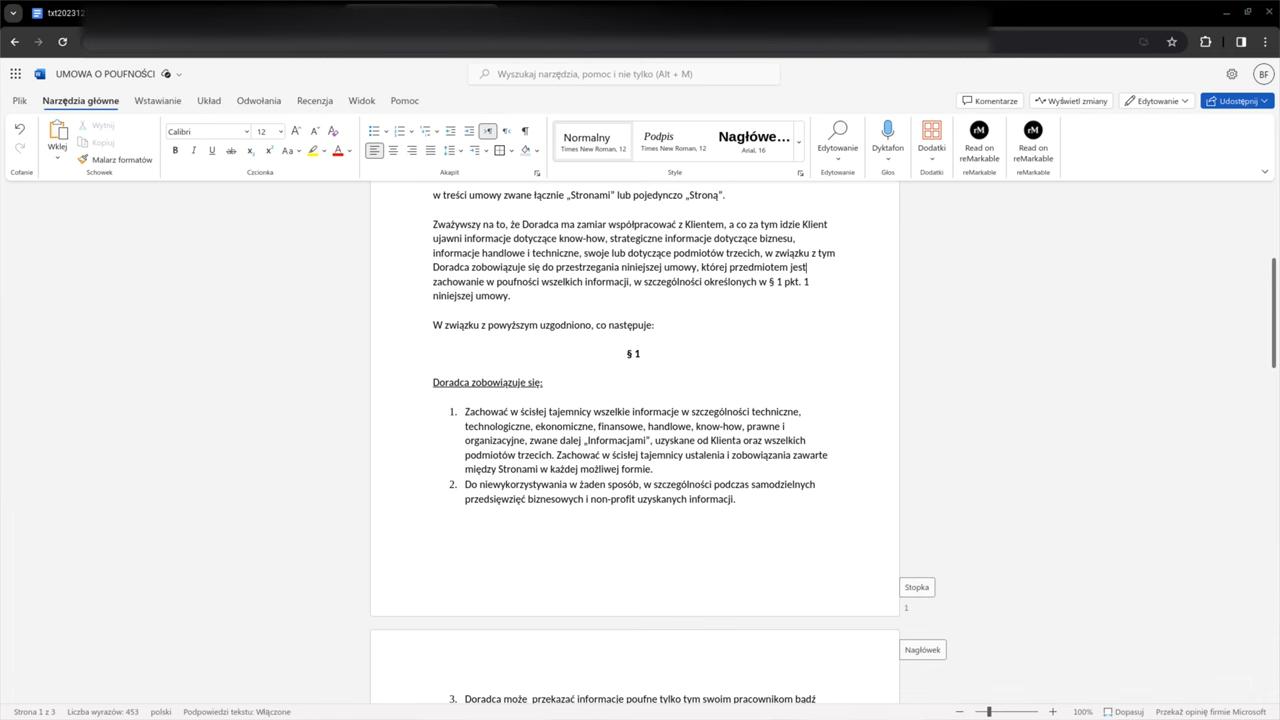 txt202312
UMOWA O POUFNOŚCI
Wyszukaj narzędzia, pomoc i nie tylko (Alt + M)
BF
Plik Narzędzia główne Wstawianie Układ Odwołania Recenzja Widok Pomoc
Komentarze Wyświetl zmiany Edytowanie Udostępnij
Wklej
Wytnij
Kopiuj
Malarz formatów
Calibri 12
B I U ab x₂ x² Aa A
Normalny
Times New Roman, 12
Podpis
Times New Roman, 12
Nagłówe...
Arial, 16
Edytowanie
Dyktafon
Dodatki
rM
Read on
reMarkable
rM
Read on
reMarkable
Cofanie Schowek Czcionka Akapit Style Edytowanie Głos Dodatki reMarkable reMarkable
w treści umowy zwane łącznie „Stronami” lub pojedynczo „Stroną”.
Zważywszy na to, że Doradca ma zamiar współpracować z Klientem, a co za tym idzie Klient
ujawni informacje dotyczące know-how, strategiczne informacje dotyczące biznesu,
informacje handlowe i techniczne, swoje lub dotyczące podmiotów trzecich, w związku z tym
Doradca zobowiązuje się do przestrzegania niniejszej umowy, której przedmiotem jest
zachowanie w poufności wszelkich informacji, w szczególności określonych w § 1 pkt. 1
niniejszej umowy.
W związku z powyższym uzgodniono, co następuje:
§ 1
Doradca zobowiązuje się:
1. Zachować w ścisłej tajemnicy wszelkie informacje w szczególności techniczne,
technologiczne, ekonomiczne, finansowe, handlowe, know-how, prawne i
organizacyjne, zwane dalej „Informacjami”, uzyskane od Klienta oraz wszelkich
podmiotów trzecich. Zachować w ścisłej tajemnicy ustalenia i zobowiązania zawarte
między Stronami w każdej możliwej formie.
2. Do niewykorzystywania w żaden sposób, w szczególności podczas samodzielnych
przedsięwzięć biznesowych i non-profit uzyskanych informacji.
Stopka
1
Nagłówek
3. Doradca może przekazać informacje poufne tylko tym swoim pracownikom bądź
Strona 1 z 3 Liczba wyrazów: 453 polski Podpowiedzi tekstu: Włączone
100% Dopasuj Przekaż opinię firmie Microsoft